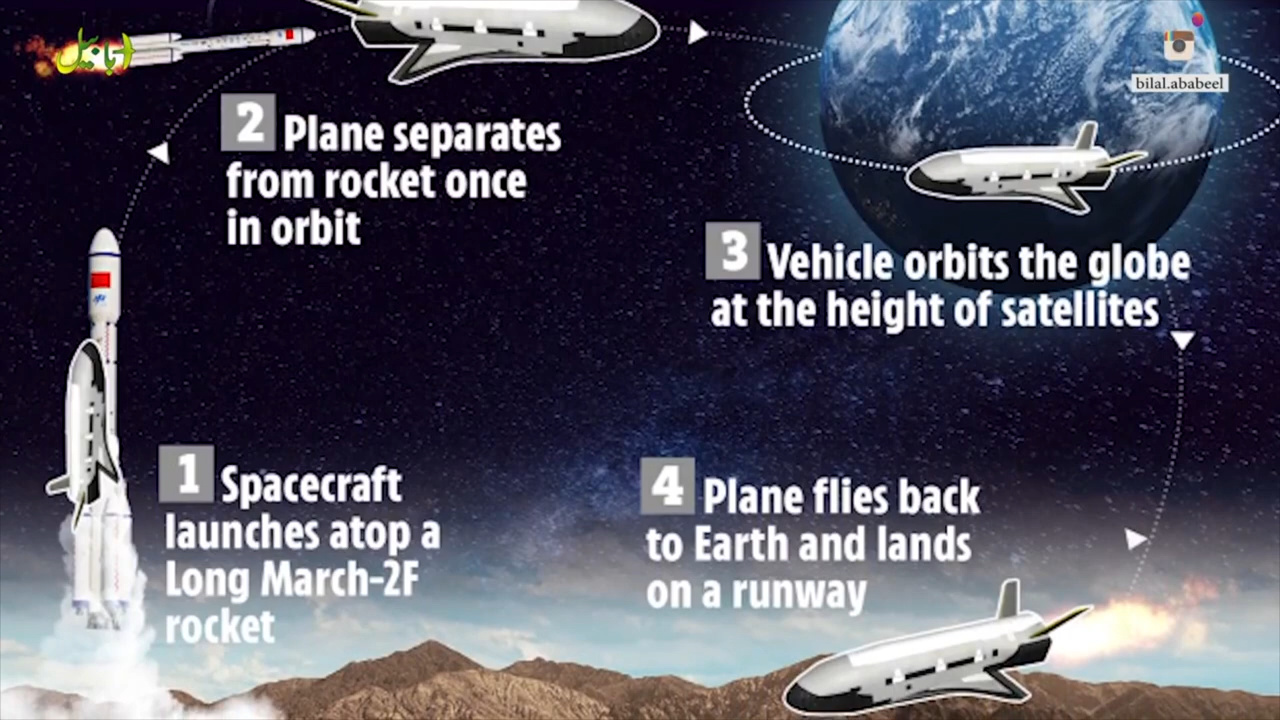 ابابیل
bilal.ababeel
2 Plane separates
from rocket once
in orbit
3 Vehicle orbits the globe
at the height of satellites
1 Spacecraft
launches atop a
Long March-2F
rocket
4 Plane flies back
to Earth and lands
on a runway